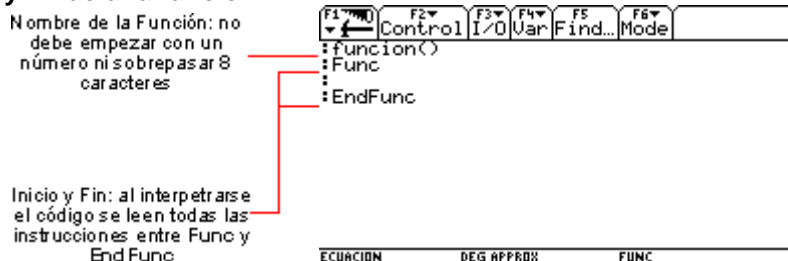 Nombre de la Función: no
debe empezar con un
número ni sobrepasar 8
caracteres
Inicio y Fin: al interpetrarse
el código se leen todas las
instrucciones entre Func y
End Func
F1 F2 Control F3 I/O F4 Var F5 Find... F6 Mode
:funcion()
:Func
:
:EndFunc
ECUACION DEG APPROX FUNC